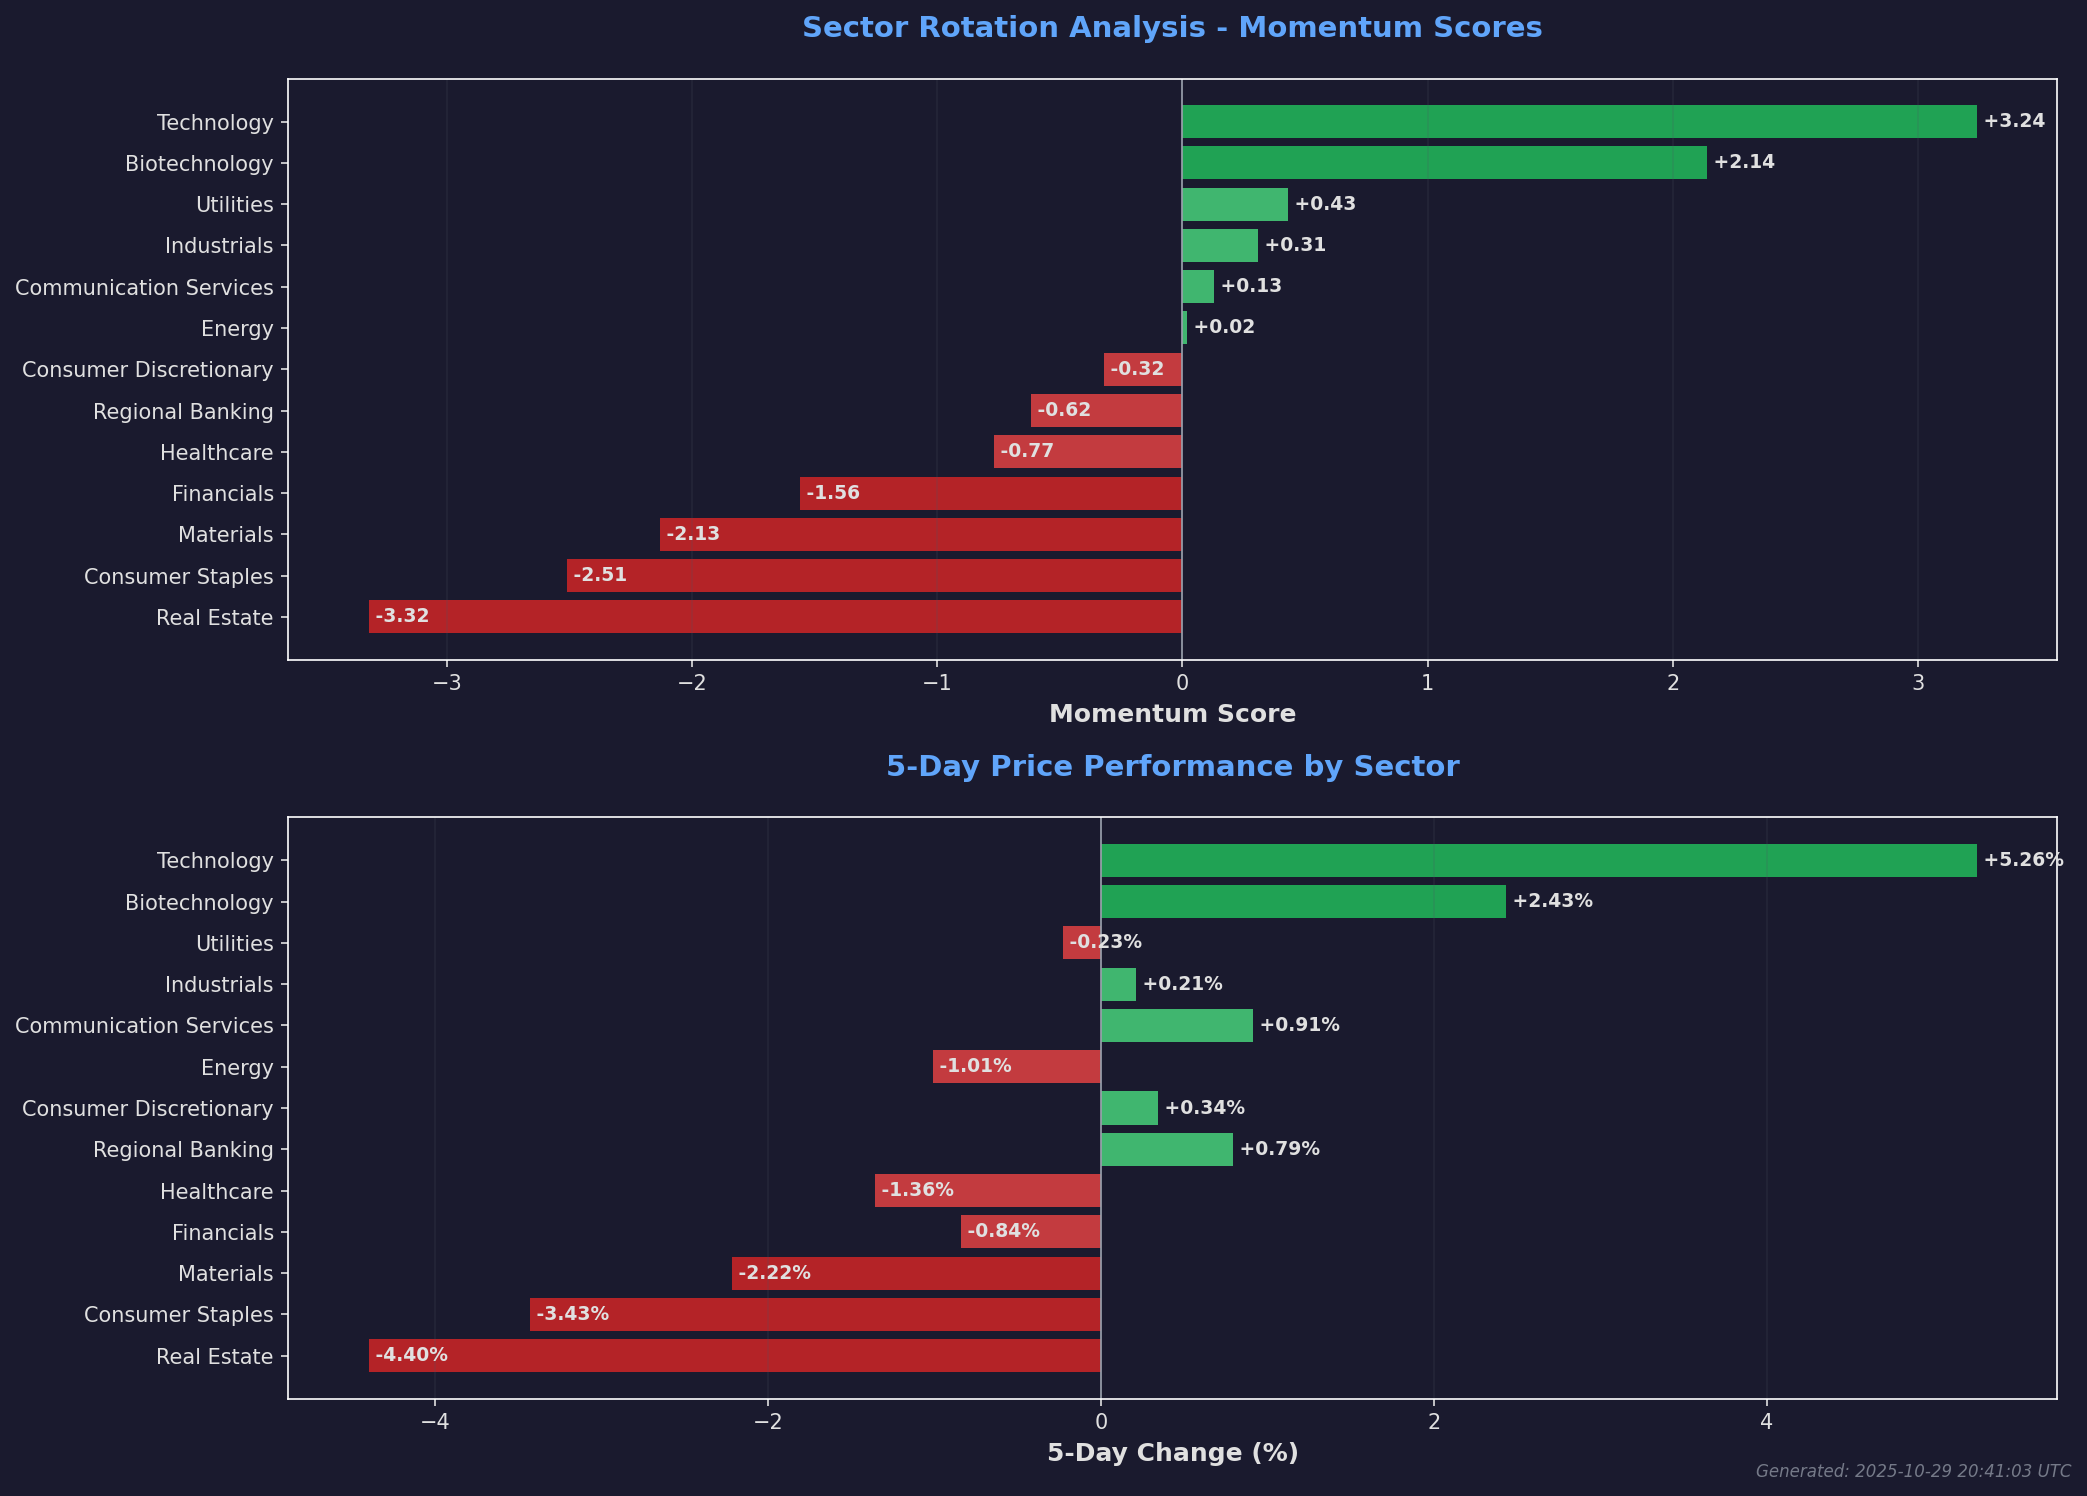 Sector Rotation Analysis - Momentum Scores
Technology +3.24
Biotechnology +2.14
Utilities +0.43
Industrials +0.31
Communication Services +0.13
Energy +0.02
Consumer Discretionary -0.32
Regional Banking -0.62
Healthcare -0.77
Financials -1.56
Materials -2.13
Consumer Staples -2.51
Real Estate -3.32
−3 −2 −1 0 1 2 3
Momentum Score
5-Day Price Performance by Sector
Technology +5.26%
Biotechnology +2.43%
Utilities -0.23%
Industrials +0.21%
Communication Services +0.91%
Energy -1.01%
Consumer Discretionary +0.34%
Regional Banking +0.79%
Healthcare -1.36%
Financials -0.84%
Materials -2.22%
Consumer Staples -3.43%
Real Estate -4.40%
−4 −2 0 2 4
5-Day Change (%)
Generated: 2025-10-29 20:41:03 UTC